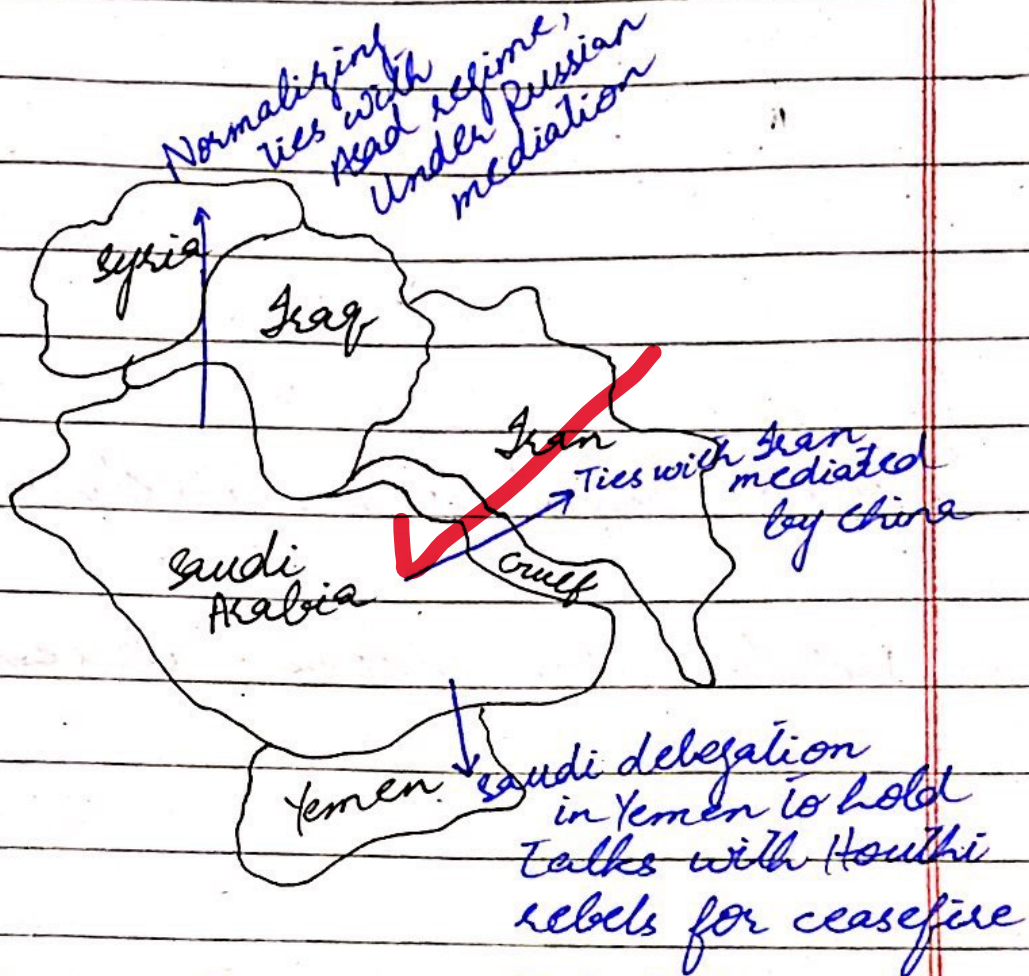 Normalizing
ties with
Asad regime,
Under Russian
mediation
Syria
Iraq
Iran
Ties with Iran
mediated
by China
Saudi
Arabia
Gulf
Yemen
Saudi delegation
in Yemen to hold
Talks with Houthi
rebels for ceasefire